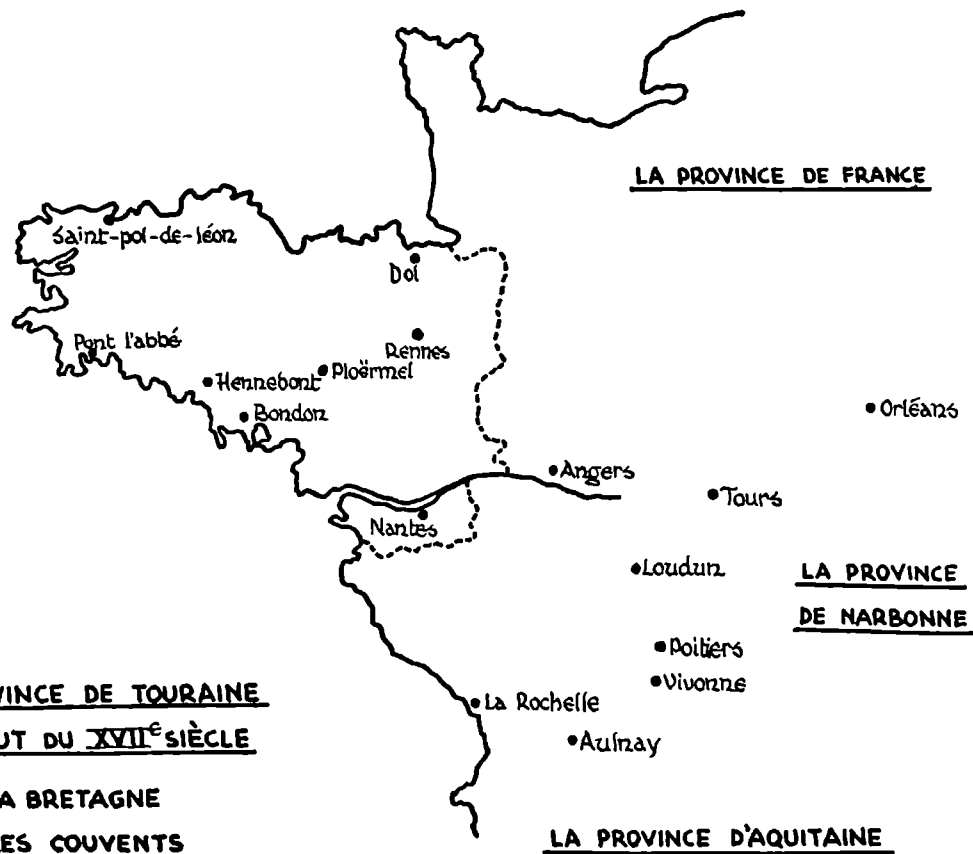 LA PROVINCE DE FRANCE
Saint-pol-de-léon
Dol
Pont l'abbé
Rennes
Ploërmel
Hennebont
Bondon
Orléans
Angers
Tours
Nantes
Loudun
LA PROVINCE
DE NARBONNE
Poitiers
Vivonne
VINCE DE TOURAINE
La Rochelle
UT DU XVIIE SIÈCLE
Aulnay
A BRETAGNE
ES COUVENTS
LA PROVINCE D'AQUITAINE